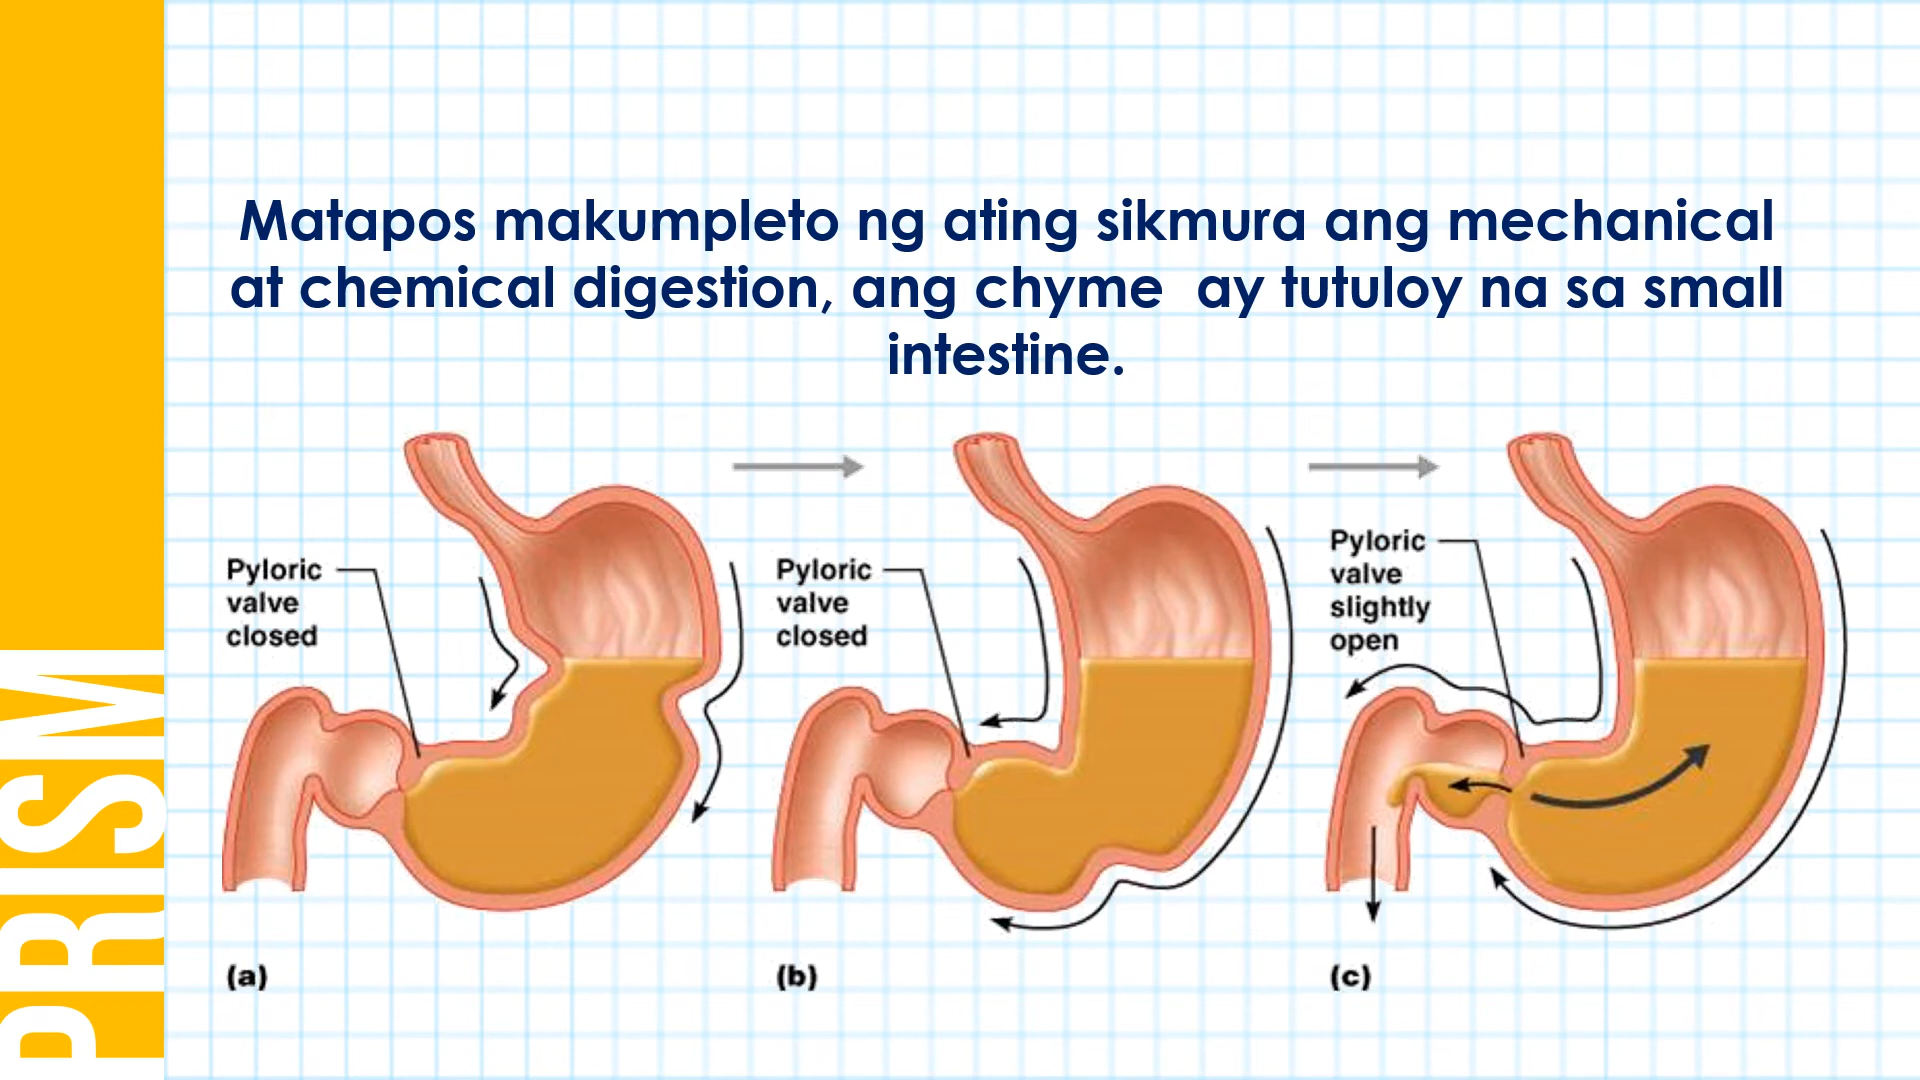 Matapos makumpleto ng ating sikmura ang mechanical
at chemical digestion, ang chyme  ay tutuloy na sa small
intestine.
Pyloric
valve
closed
Pyloric
valve
closed
Pyloric
valve
slightly
open
(a)
(b)
(c)
PRISM